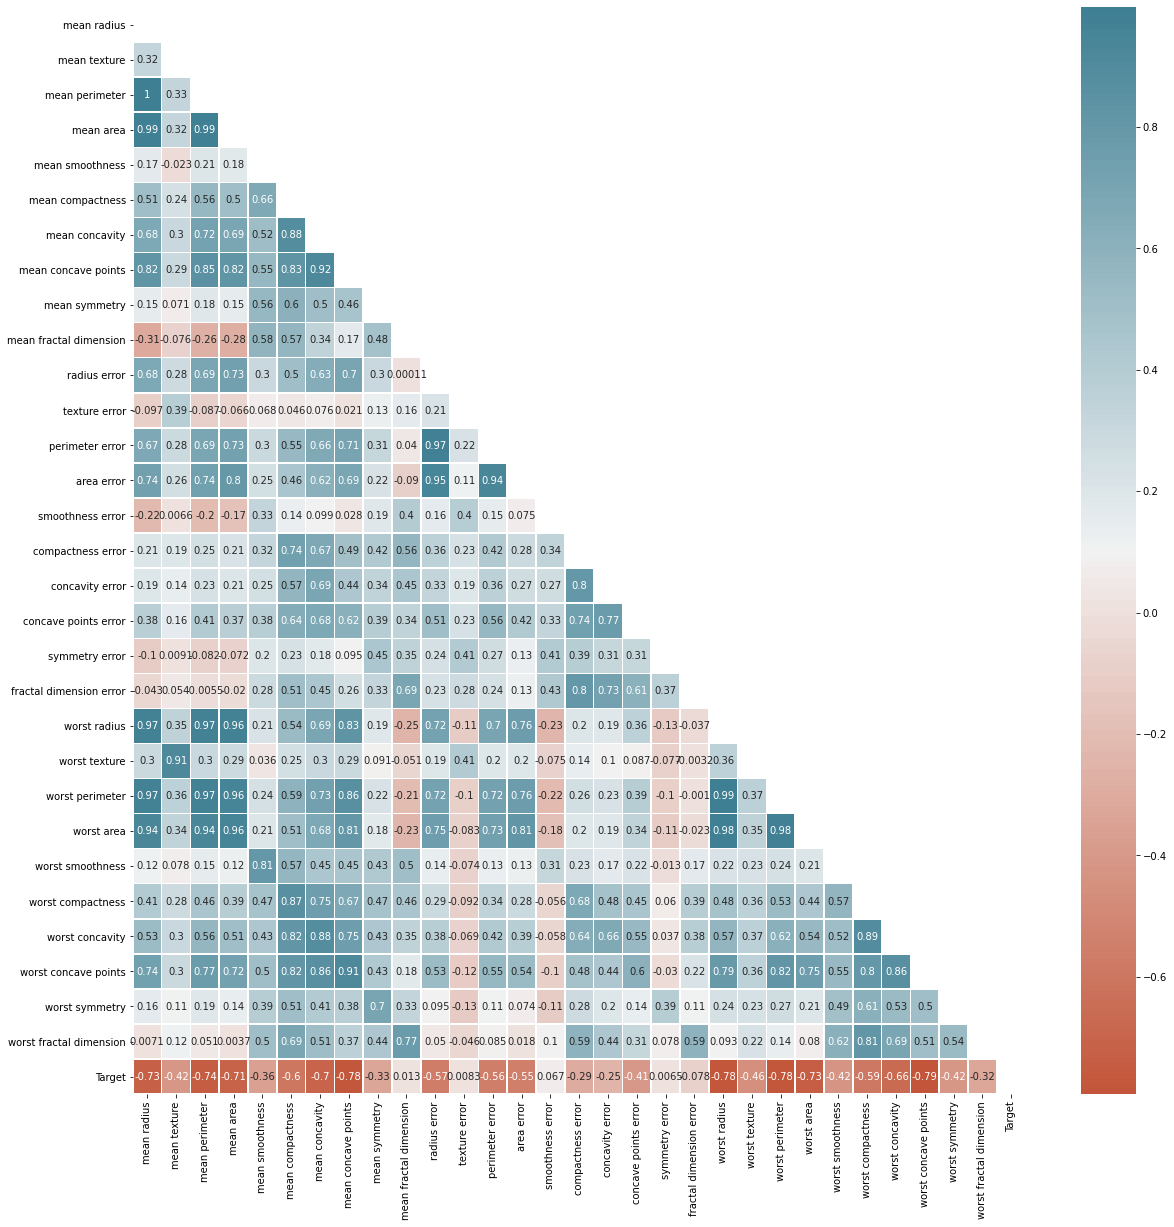 mean radius
mean texture 0.32
mean perimeter 1 0.33
mean area 0.99 0.32 0.99
mean smoothness 0.17 -0.023 0.21 0.18
mean compactness 0.51 0.24 0.56 0.5 0.66
mean concavity 0.68 0.3 0.72 0.69 0.52 0.88
mean concave points 0.82 0.29 0.85 0.82 0.55 0.83 0.92
mean symmetry 0.15 0.071 0.18 0.15 0.56 0.6 0.5 0.46
mean fractal dimension -0.31 -0.076 -0.26 -0.28 0.58 0.57 0.34 0.17 0.48
radius error 0.68 0.28 0.69 0.73 0.3 0.5 0.63 0.7 0.3 0.00011
texture error -0.097 0.39 -0.087 -0.066 0.068 0.046 0.076 0.021 0.13 0.16 0.21
perimeter error 0.67 0.28 0.69 0.73 0.3 0.55 0.66 0.71 0.31 0.04 0.97 0.22
area error 0.74 0.26 0.74 0.8 0.25 0.46 0.62 0.69 0.22 -0.09 0.95 0.11 0.94
smoothness error -0.22 0.0066 -0.2 -0.17 0.33 0.14 0.099 0.028 0.19 0.4 0.16 0.4 0.15 0.075
compactness error 0.21 0.19 0.25 0.21 0.32 0.74 0.67 0.49 0.42 0.56 0.36 0.23 0.42 0.28 0.34
concavity error 0.19 0.14 0.23 0.21 0.25 0.57 0.69 0.44 0.34 0.45 0.33 0.19 0.36 0.27 0.27 0.8
concave points error 0.38 0.16 0.41 0.37 0.38 0.64 0.68 0.62 0.39 0.34 0.51 0.23 0.56 0.42 0.33 0.74 0.77
symmetry error -0.1 0.0091 -0.082 -0.072 0.2 0.23 0.18 0.095 0.45 0.35 0.24 0.41 0.27 0.13 0.41 0.39 0.31 0.31
fractal dimension error -0.043 0.054 -0.0055 -0.02 0.28 0.51 0.45 0.26 0.33 0.69 0.23 0.28 0.24 0.13 0.43 0.8 0.73 0.61 0.37
worst radius 0.97 0.35 0.97 0.96 0.21 0.54 0.69 0.83 0.19 -0.25 0.72 -0.11 0.7 0.76 -0.23 0.2 0.19 0.36 -0.13 -0.037
worst texture 0.3 0.91 0.3 0.29 0.036 0.25 0.3 0.29 0.091 -0.051 0.19 0.41 0.2 0.2 -0.075 0.14 0.1 0.087 -0.077 -0.0032 0.36
worst perimeter 0.97 0.36 0.97 0.96 0.24 0.59 0.73 0.86 0.22 -0.21 0.72 -0.1 0.72 0.76 -0.22 0.26 0.23 0.39 -0.1 -0.001 0.99 0.37
worst area 0.94 0.34 0.94 0.96 0.21 0.51 0.68 0.81 0.18 -0.23 0.75 -0.083 0.73 0.81 -0.18 0.2 0.19 0.34 -0.11 -0.023 0.98 0.35 0.98
worst smoothness 0.12 0.078 0.15 0.12 0.81 0.57 0.45 0.45 0.43 0.5 0.14 -0.074 0.13 0.13 0.31 0.23 0.17 0.22 -0.013 0.17 0.22 0.23 0.24 0.21
worst compactness 0.41 0.28 0.46 0.39 0.47 0.87 0.75 0.67 0.47 0.46 0.29 -0.092 0.34 0.28 -0.056 0.68 0.48 0.45 0.06 0.39 0.48 0.36 0.53 0.44 0.57
worst concavity 0.53 0.3 0.56 0.51 0.43 0.82 0.88 0.75 0.43 0.35 0.38 -0.069 0.42 0.39 -0.058 0.64 0.66 0.55 0.037 0.38 0.57 0.37 0.62 0.54 0.52 0.89
worst concave points 0.74 0.3 0.77 0.72 0.5 0.82 0.86 0.91 0.43 0.18 0.53 -0.12 0.55 0.54 -0.1 0.48 0.44 0.6 -0.03 0.22 0.79 0.36 0.82 0.75 0.55 0.8 0.86
worst symmetry 0.16 0.11 0.19 0.14 0.39 0.51 0.41 0.38 0.7 0.33 0.095 -0.13 0.11 0.074 -0.11 0.28 0.2 0.14 0.39 0.11 0.24 0.23 0.27 0.21 0.49 0.61 0.53 0.5
worst fractal dimension 0.0071 0.12 0.051 0.0037 0.5 0.69 0.51 0.37 0.44 0.77 0.05 -0.046 0.085 0.018 0.1 0.59 0.44 0.31 0.078 0.59 0.093 0.22 0.14 0.08 0.62 0.81 0.69 0.51 0.54
Target -0.73 -0.42 -0.74 -0.71 -0.36 -0.6 -0.7 -0.78 -0.33 0.013 -0.57 0.0083 -0.56 -0.55 0.067 -0.29 -0.25 -0.41 0.0065 -0.078 -0.78 -0.46 -0.78 -0.73 -0.42 -0.59 -0.66 -0.79 -0.42 -0.32
mean radius
mean texture
mean perimeter
mean area
mean smoothness
mean compactness
mean concavity
mean concave points
mean symmetry
mean fractal dimension
radius error
texture error
perimeter error
area error
smoothness error
compactness error
concavity error
concave points error
symmetry error
fractal dimension error
worst radius
worst texture
worst perimeter
worst area
worst smoothness
worst compactness
worst concavity
worst concave points
worst symmetry
worst fractal dimension
Target
0.8
0.6
0.4
0.2
0.0
-0.2
-0.4
-0.6